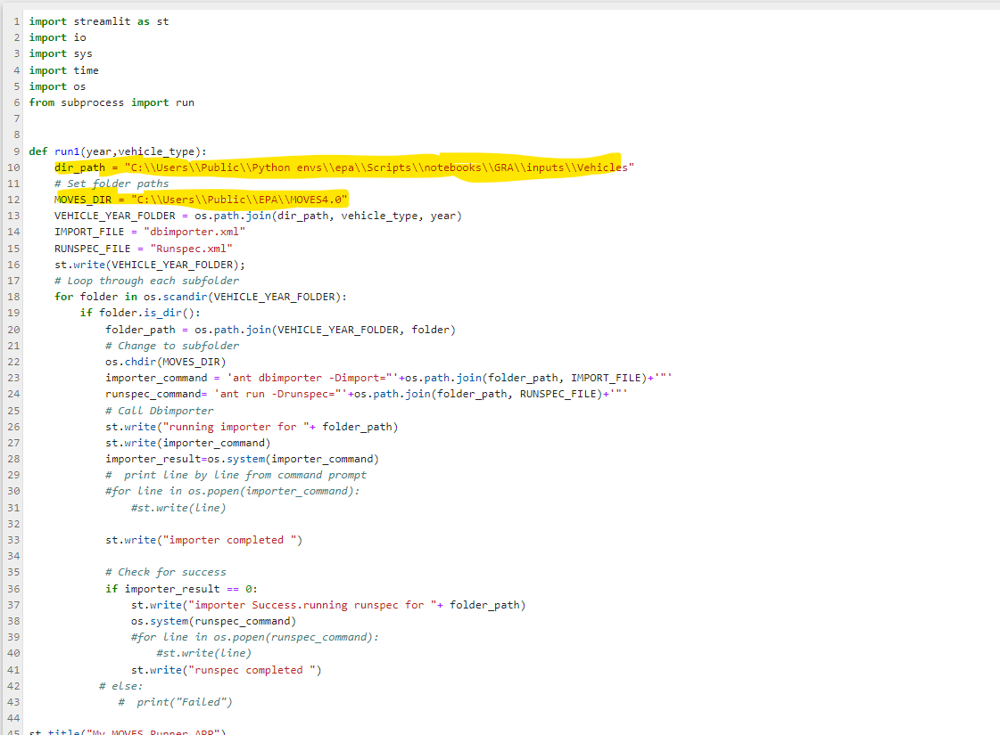 1 import streamlit as st
2 import io
3 import sys
4 import time
5 import os
6 from subprocess import run
7
8
9 def run1(year,vehicle_type):
10     dir_path = "C:\\Users\\Public\\Python envs\\epa\\Scripts\\notebooks\\GRA\\inputs\\Vehicles"
11     # Set folder paths
12     MOVES_DIR = "C:\\Users\\Public\\EPA\\MOVES4.0"
13     VEHICLE_YEAR_FOLDER = os.path.join(dir_path, vehicle_type, year)
14     IMPORT_FILE = "dbimporter.xml"
15     RUNSPEC_FILE = "Runspec.xml"
16     st.write(VEHICLE_YEAR_FOLDER);
17     # Loop through each subfolder
18     for folder in os.scandir(VEHICLE_YEAR_FOLDER):
19         if folder.is_dir():
20             folder_path = os.path.join(VEHICLE_YEAR_FOLDER, folder)
21             # Change to subfolder
22             os.chdir(MOVES_DIR)
23             importer_command = 'ant dbimporter -Dimport="'+os.path.join(folder_path, IMPORT_FILE)+'"'
24             runspec_command= 'ant run -Drunspec="'+os.path.join(folder_path, RUNSPEC_FILE)+'"'
25             # Call Dbimporter
26             st.write("running importer for "+ folder_path)
27             st.write(importer_command)
28             importer_result=os.system(importer_command)
29             #  print line by line from command prompt
30             #for line in os.popen(importer_command):
31                 #st.write(line)
32
33             st.write("importer completed ")
34
35             # Check for success
36             if importer_result == 0:
37                 st.write("importer Success.running runspec for "+ folder_path)
38                 os.system(runspec_command)
39                 #for line in os.popen(runspec_command):
40                     #st.write(line)
41                 st.write("runspec completed ")
42            # else:
43               #  print("Failed")
44
45 st.title("My MOVES Runner APP")